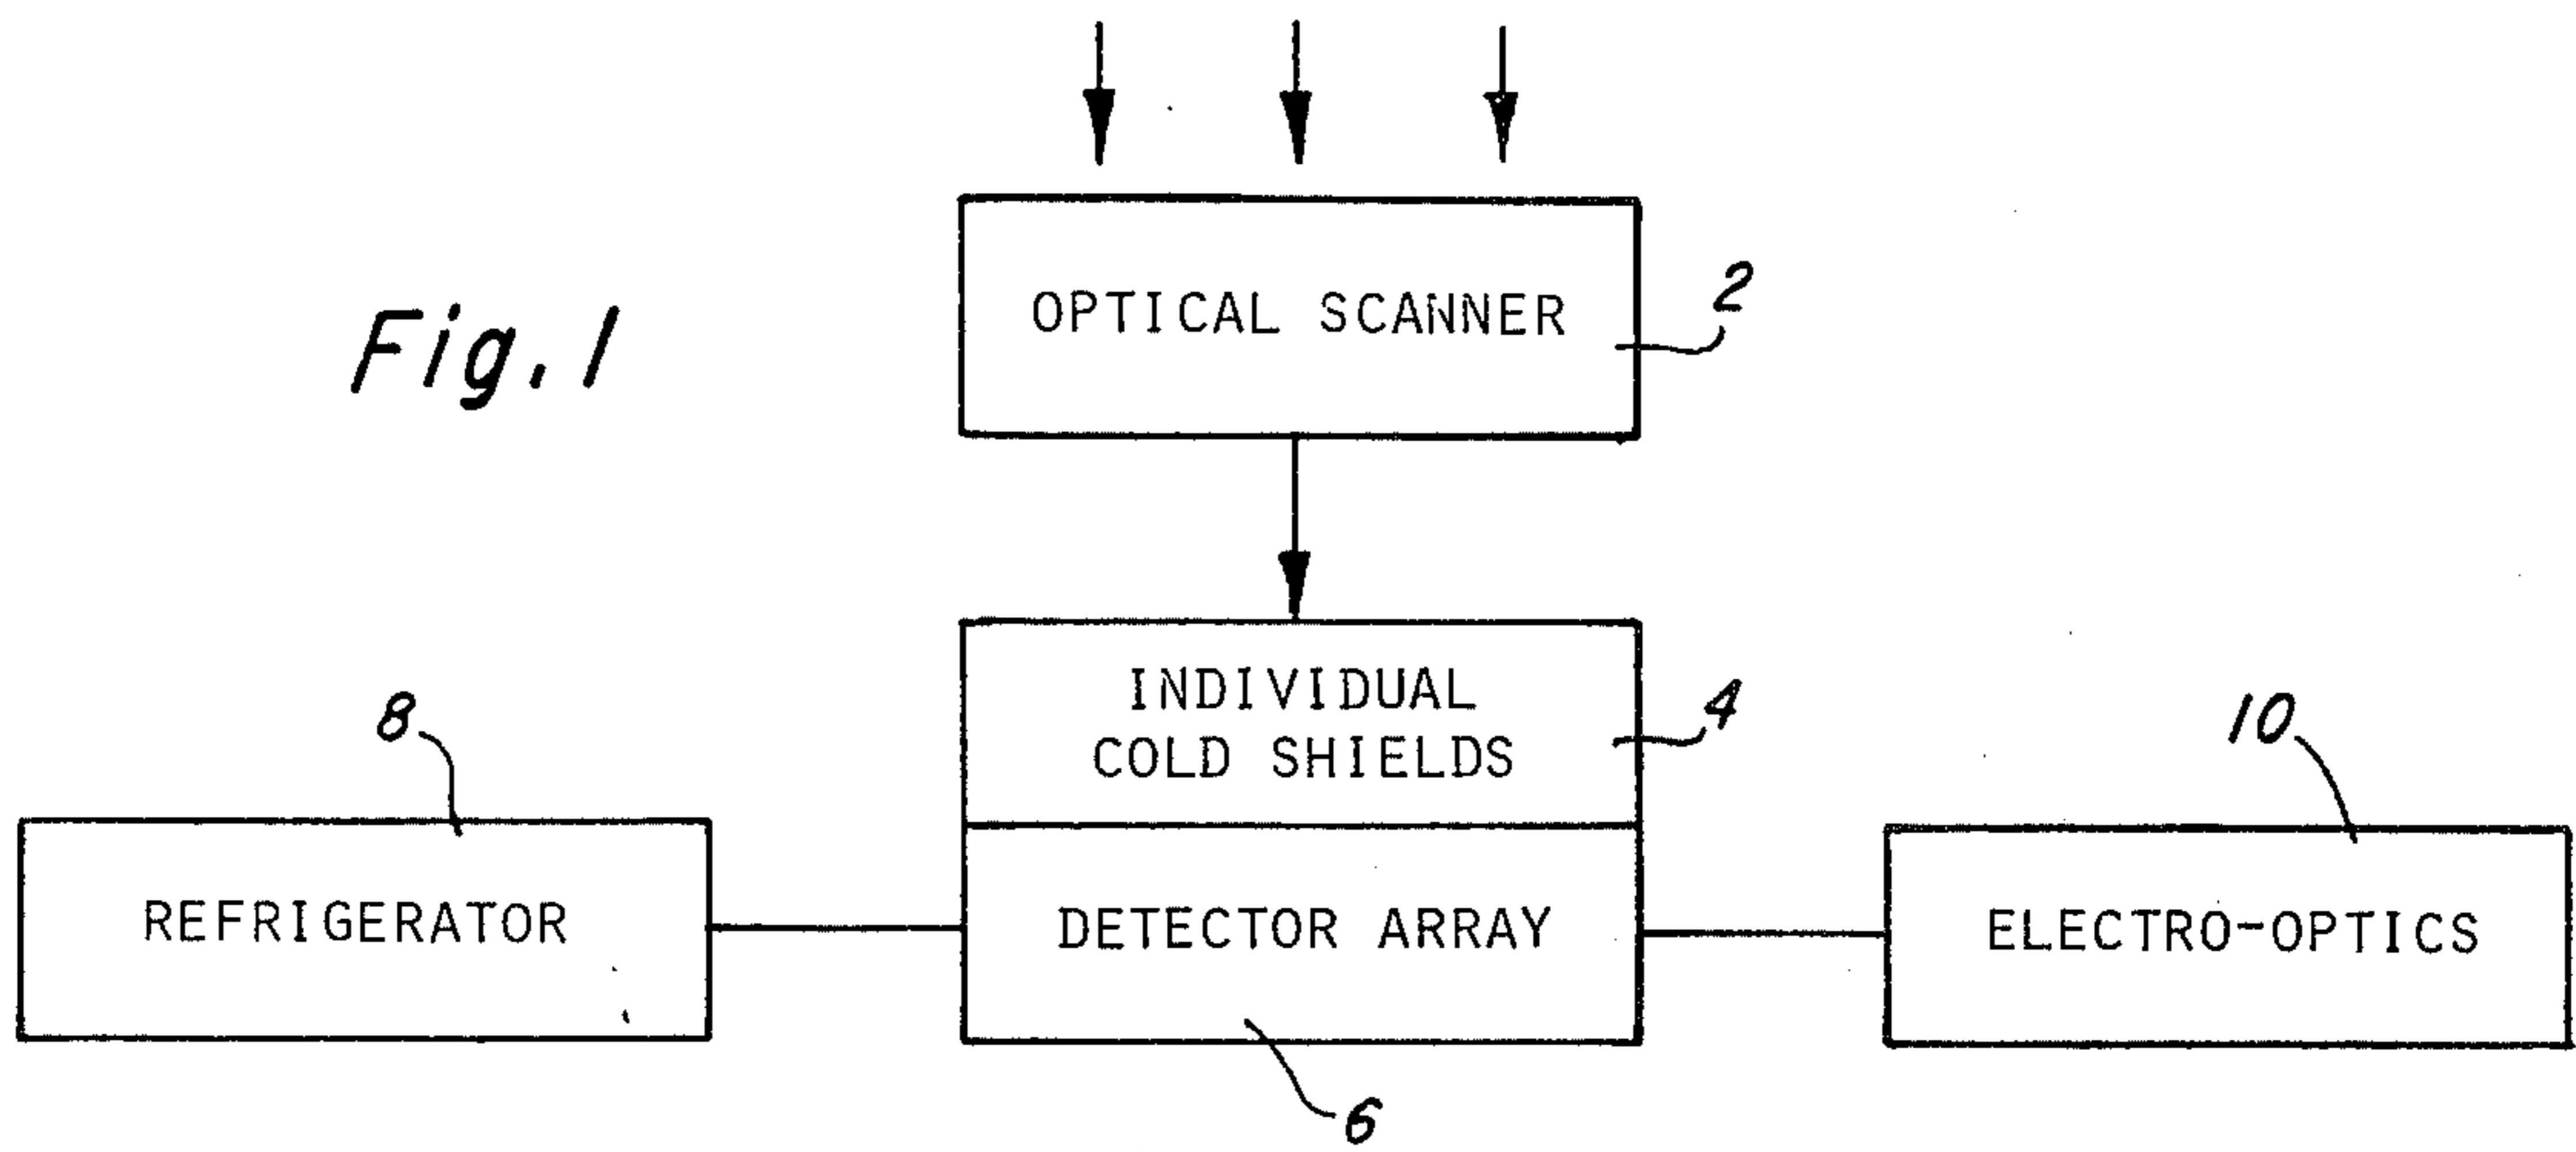 Fig. 1
OPTICAL SCANNER
2
INDIVIDUAL
COLD SHIELDS
4
8
REFRIGERATOR
DETECTOR ARRAY
6
10
ELECTRO-OPTICS